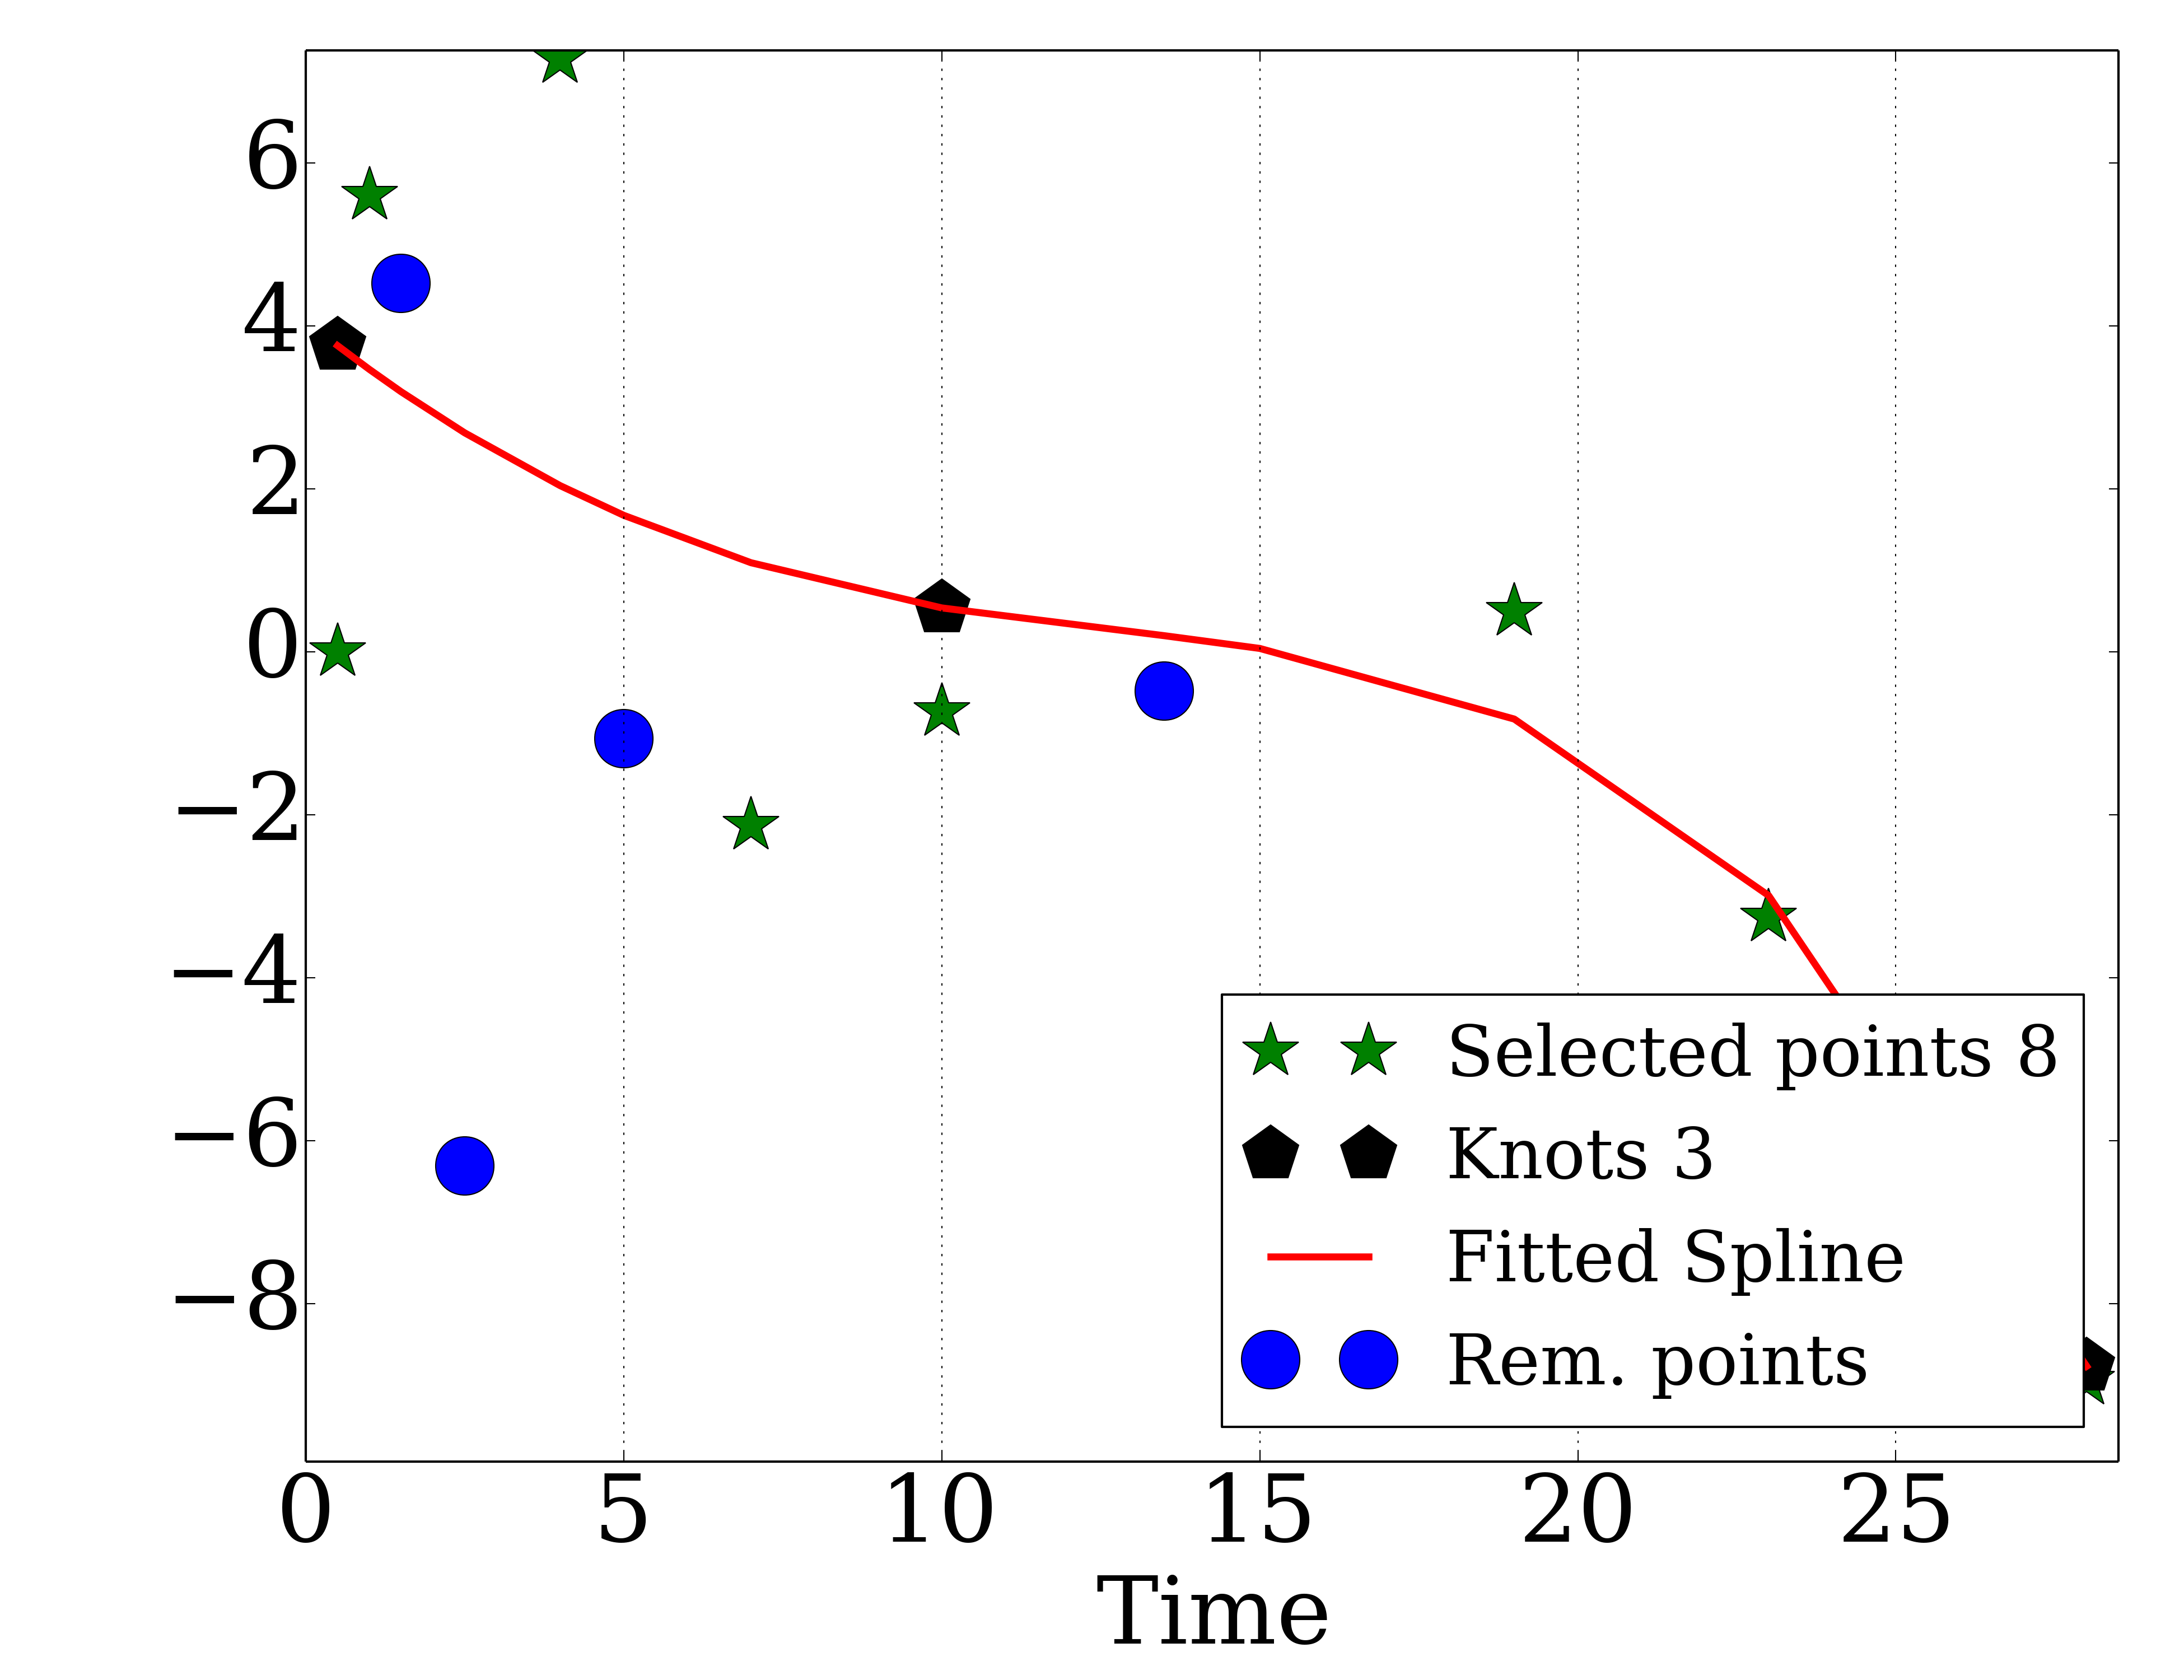 6
4
2
0
−2
−4
−6
−8
Selected points 8
Knots 3
Fitted Spline
Rem. points
0 5 10 15 20 25
Time